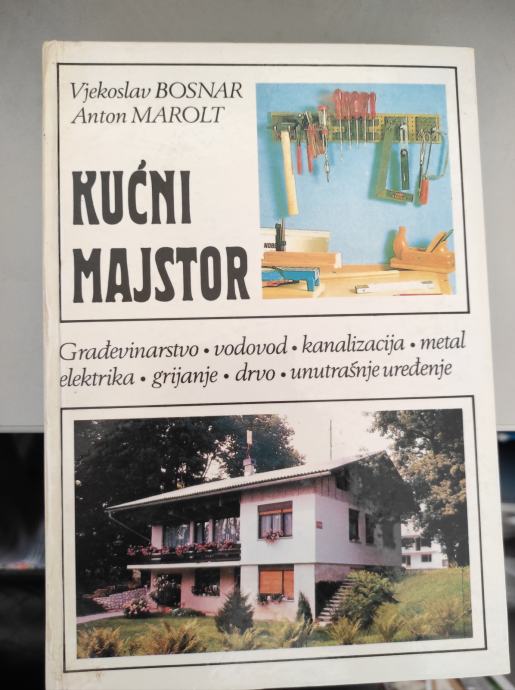 Vjekoslav BOSNAR
Anton MAROLT
KUĆNI
MAJSTOR
Građevinarstvo • vodovod • kanalizacija • metal
elektrika • grijanje • drvo • unutrašnje uređenje